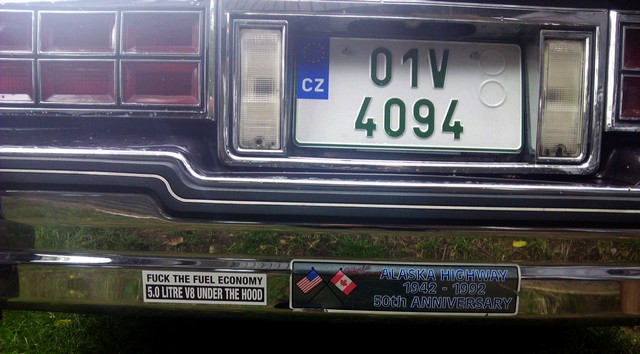 01V
CZ
4094
FUCK THE FUEL ECONOMY
5.0 LITRE V8 UNDER THE HOOD
ALASKA HIGHWAY
1942 - 1992
50th ANNIVERSARY